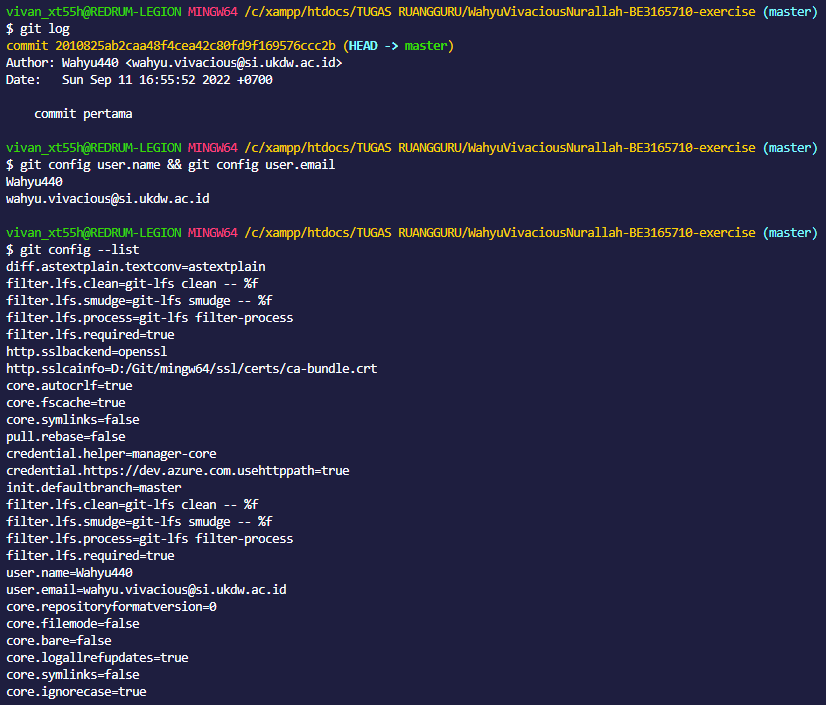 vivan_xt55h@REDRUM-LEGION MINGW64 /c/xampp/htdocs/TUGAS RUANGGURU/WahyuVivaciousNurallah-BE3165710-exercise (master)
$ git log
commit 2010825ab2caa48f4cea42c80fd9f169576ccc2b (HEAD -> master)
Author: Wahyu440 <wahyu.vivacious@si.ukdw.ac.id>
Date:   Sun Sep 11 16:55:52 2022 +0700
    commit pertama
vivan_xt55h@REDRUM-LEGION MINGW64 /c/xampp/htdocs/TUGAS RUANGGURU/WahyuVivaciousNurallah-BE3165710-exercise (master)
$ git config user.name && git config user.email
Wahyu440
wahyu.vivacious@si.ukdw.ac.id
vivan_xt55h@REDRUM-LEGION MINGW64 /c/xampp/htdocs/TUGAS RUANGGURU/WahyuVivaciousNurallah-BE3165710-exercise (master)
$ git config --list
diff.astextplain.textconv=astextplain
filter.lfs.clean=git-lfs clean -- %f
filter.lfs.smudge=git-lfs smudge -- %f
filter.lfs.process=git-lfs filter-process
filter.lfs.required=true
http.sslbackend=openssl
http.sslcainfo=D:/Git/mingw64/ssl/certs/ca-bundle.crt
core.autocrlf=true
core.fscache=true
core.symlinks=false
pull.rebase=false
credential.helper=manager-core
credential.https://dev.azure.com.usehttppath=true
init.defaultbranch=master
filter.lfs.clean=git-lfs clean -- %f
filter.lfs.smudge=git-lfs smudge -- %f
filter.lfs.process=git-lfs filter-process
filter.lfs.required=true
user.name=Wahyu440
user.email=wahyu.vivacious@si.ukdw.ac.id
core.repositoryformatversion=0
core.filemode=false
core.bare=false
core.logallrefupdates=true
core.symlinks=false
core.ignorecase=true